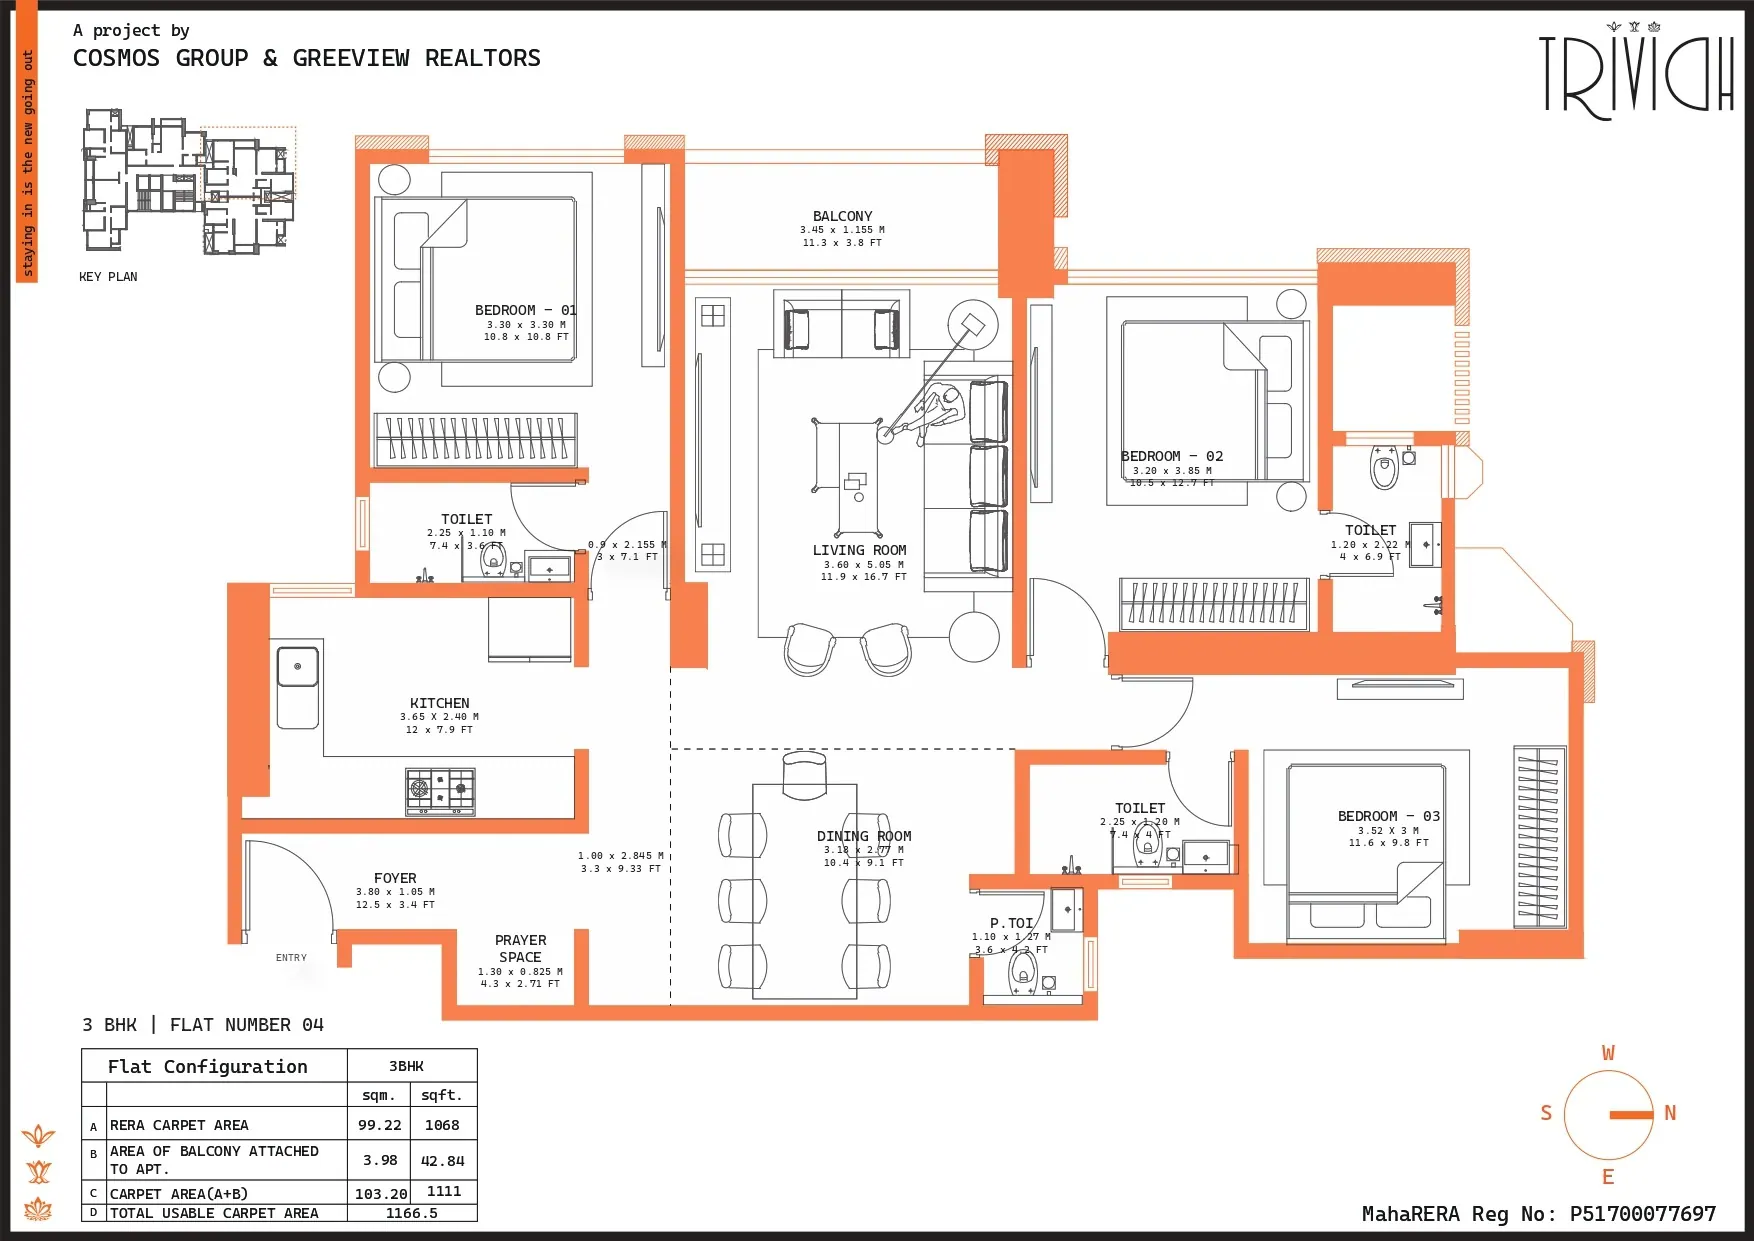 staying in is the new going out
A project by
COSMOS GROUP & GREEVIEW REALTORS
TRIVIDH
KEY PLAN
BALCONY
3.45 x 1.155 M
11.3 x 3.8 FT
BEDROOM - 01
3.30 x 3.30 M
10.8 x 10.8 FT
BEDROOM - 02
3.20 x 3.85 M
10.5 x 12.7 FT
TOILET
2.25 x 1.10 M
7.4 x 3.6 FT
0.9 x 2.155 M
3 x 7.1 FT
LIVING ROOM
3.60 x 5.05 M
11.9 x 16.7 FT
TOILET
1.20 x 2.22 M
4 x 6.9 FT
KITCHEN
3.65 X 2.40 M
12 x 7.9 FT
DINING ROOM
3.18 x 2.77 M
10.4 x 9.1 FT
TOILET
2.25 x 1.20 M
7.4 x 4 FT
BEDROOM - 03
3.52 X 3 M
11.6 x 9.8 FT
1.00 x 2.845 M
3.3 x 9.33 FT
FOYER
3.80 x 1.05 M
12.5 x 3.4 FT
PRAYER
SPACE
1.30 x 0.825 M
4.3 x 2.71 FT
P.TOI
1.10 x 1.27 M
3.6 x 4.2 FT
ENTRY
3 BHK | FLAT NUMBER 04
Flat Configuration 3BHK
sqm. sqft.
A RERA CARPET AREA 99.22 1068
B AREA OF BALCONY ATTACHED
TO APT. 3.98 42.84
C CARPET AREA(A+B) 103.20 1111
D TOTAL USABLE CARPET AREA 1166.5
W
S N
E
MahaRERA Reg No: P51700077697